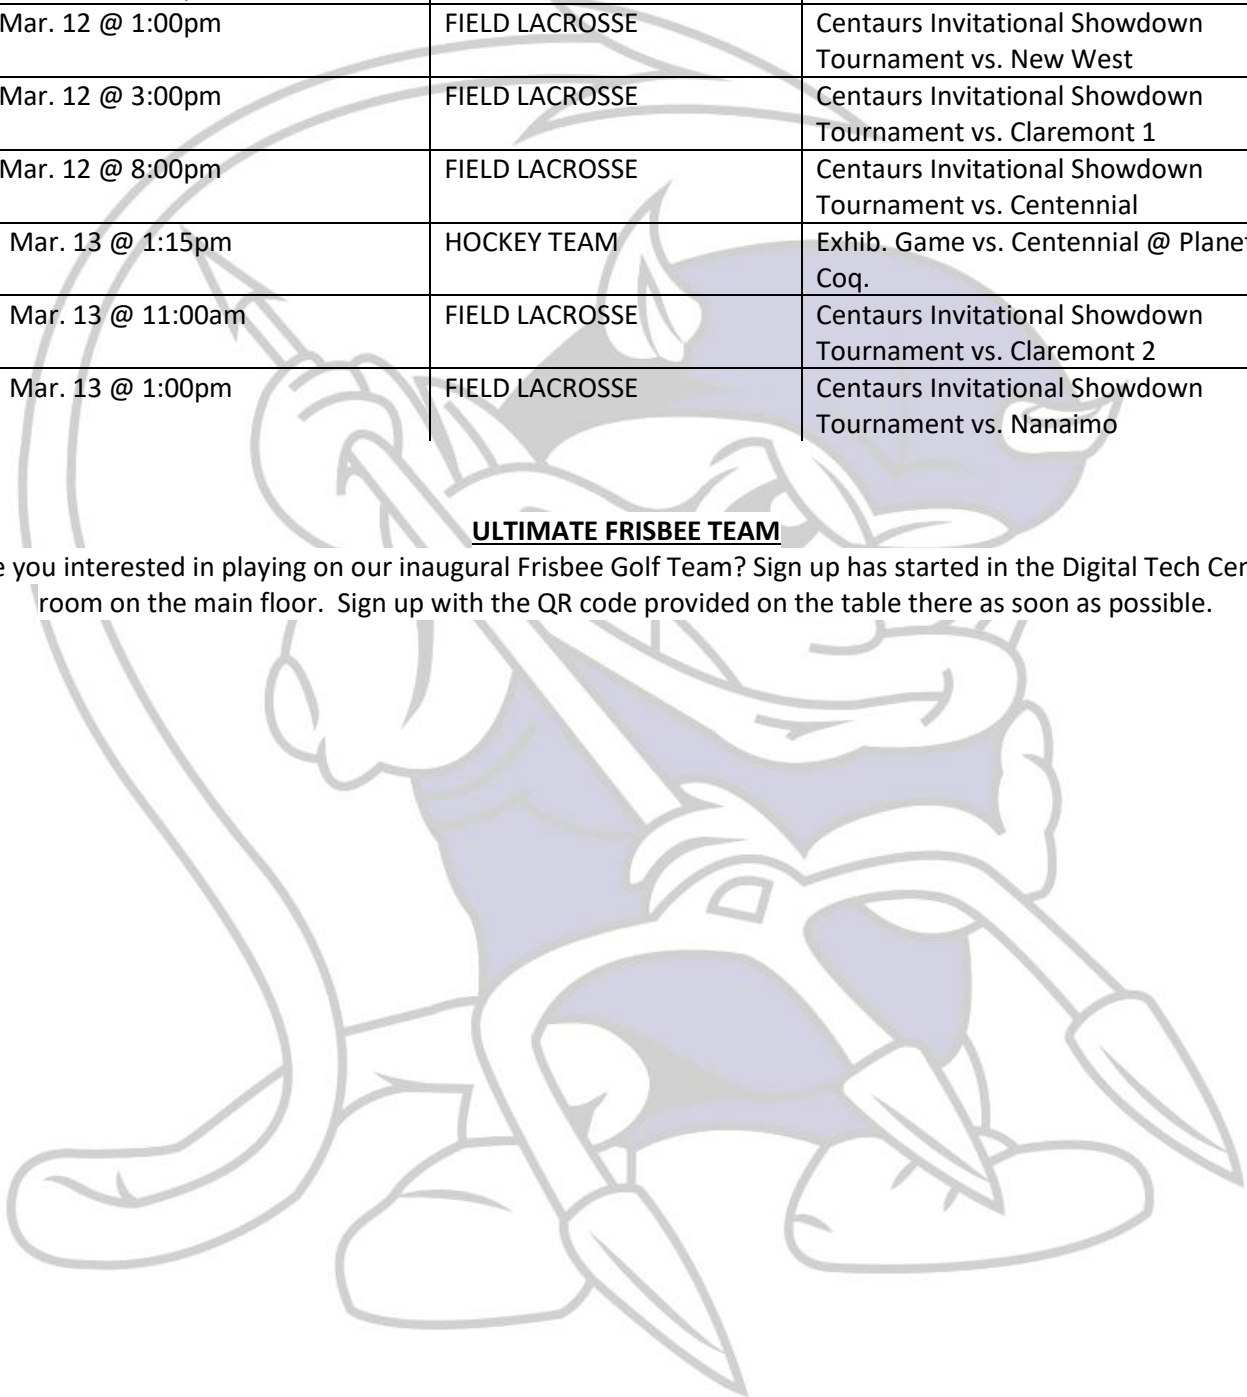 Mar. 12 @ 1:00pm FIELD LACROSSE Centaurs Invitational Showdown
Tournament vs. New West
Mar. 12 @ 3:00pm FIELD LACROSSE Centaurs Invitational Showdown
Tournament vs. Claremont 1
Mar. 12 @ 8:00pm FIELD LACROSSE Centaurs Invitational Showdown
Tournament vs. Centennial
Mar. 13 @ 1:15pm HOCKEY TEAM Exhib. Game vs. Centennial @ Planet
Coq.
Mar. 13 @ 11:00am FIELD LACROSSE Centaurs Invitational Showdown
Tournament vs. Claremont 2
Mar. 13 @ 1:00pm FIELD LACROSSE Centaurs Invitational Showdown
Tournament vs. Nanaimo
ULTIMATE FRISBEE TEAM
you interested in playing on our inaugural Frisbee Golf Team? Sign up has started in the Digital Tech
room on the main floor. Sign up with the QR code provided on the table there as soon as possible.